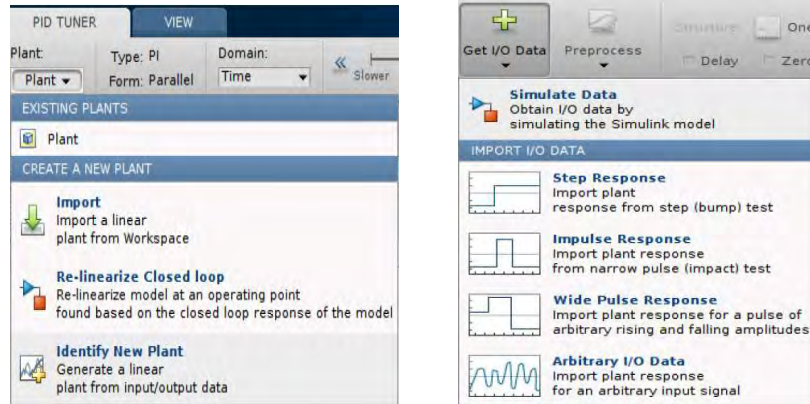 PID TUNER
VIEW
Plant:
Type: PI
Domain:
Plant
Form: Parallel
Time
Slower
EXISTING PLANTS
Plant
CREATE A NEW PLANT
Import
Import a linear
plant from Workspace
Re-linearize Closed loop
Re-linearize model at an operating point
found based on the closed loop response of the model
Identify New Plant
Generate a linear
plant from input/output data
Get I/O Data
Preprocess
Structure:
One
Delay
Zero
Simulate Data
Obtain I/O data by
simulating the Simulink model
IMPORT I/O DATA
Step Response
Import plant
response from step (bump) test
Impulse Response
Import plant response
from narrow pulse (impact) test
Wide Pulse Response
Import plant response for a pulse of
arbitrary rising and falling amplitudes
Arbitrary I/O Data
Import plant response
for an arbitrary input signal